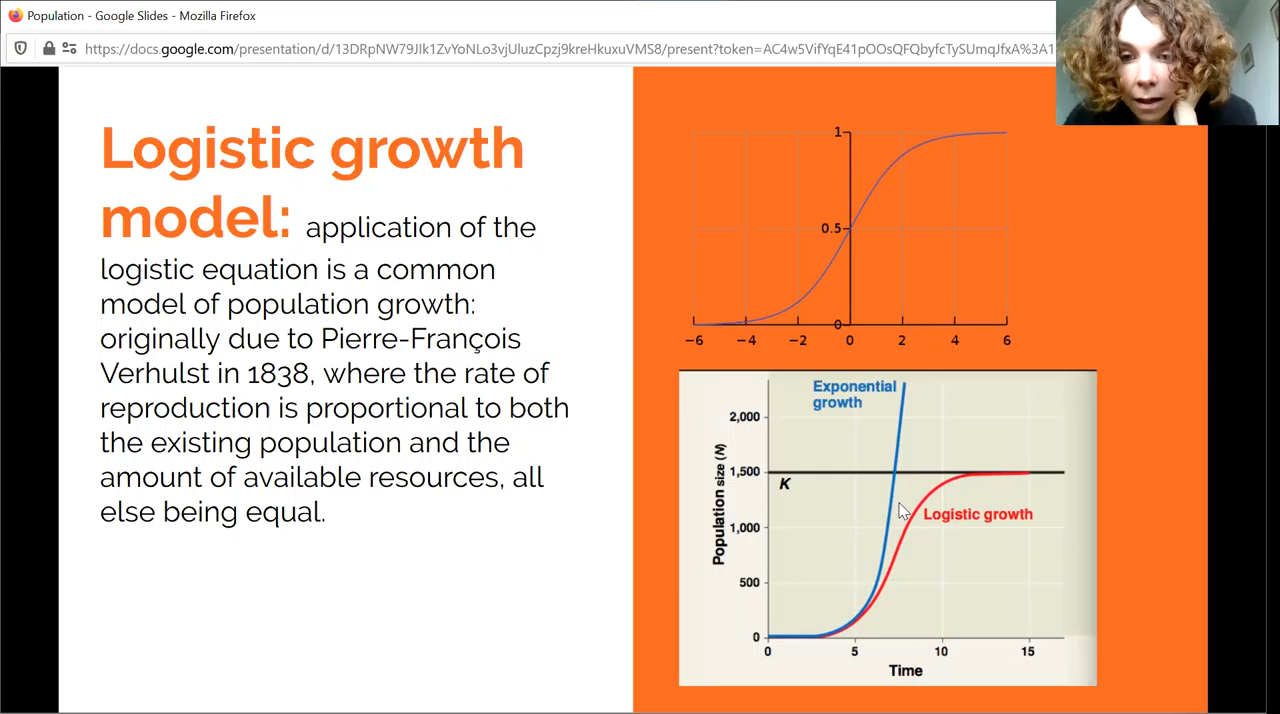 Population - Google Slides - Mozilla Firefox
https://docs.google.com/presentation/d/13DRpNW79JIk1ZvYoNLo3vjUluzCpzj9kreHkuxuVMS8/present?token=AC4w5VifYqE41pOOsQFQbyfcTySUmqJfxA%3A1
Logistic growth
model: application of the
logistic equation is a common
model of population growth:
originally due to Pierre-François
Verhulst in 1838, where the rate of
reproduction is proportional to both
the existing population and the
amount of available resources, all
else being equal.
1
0.5
0
−6 −4 −2 0 2 4 6
Exponential
growth
2,000
1,500
K
Logistic growth
1,000
500
0
Population size (N)
0 5 10 15
Time